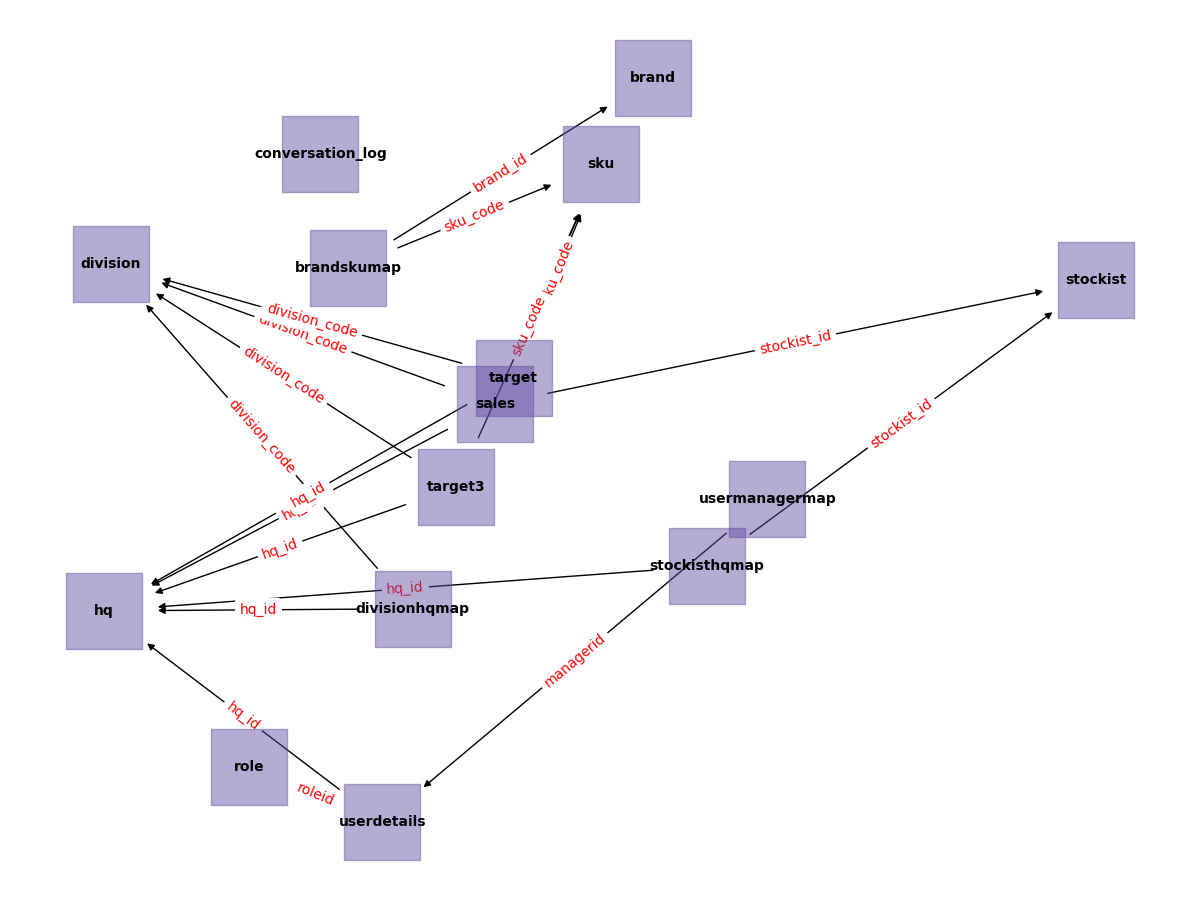 brand
conversation_log
sku
brand_id
sku_code
division
brandskumap
stockist
ku_code
division_code
division_code
sku_code
stockist_id
target
division_code
sales
division_code
stockist_id
target3
hq_id
usermanagermap
hq_id
stockisthqmap
hq_id
hq
hq_id
divisionhqmap
managerid
hq_id
role
roleid
userdetails